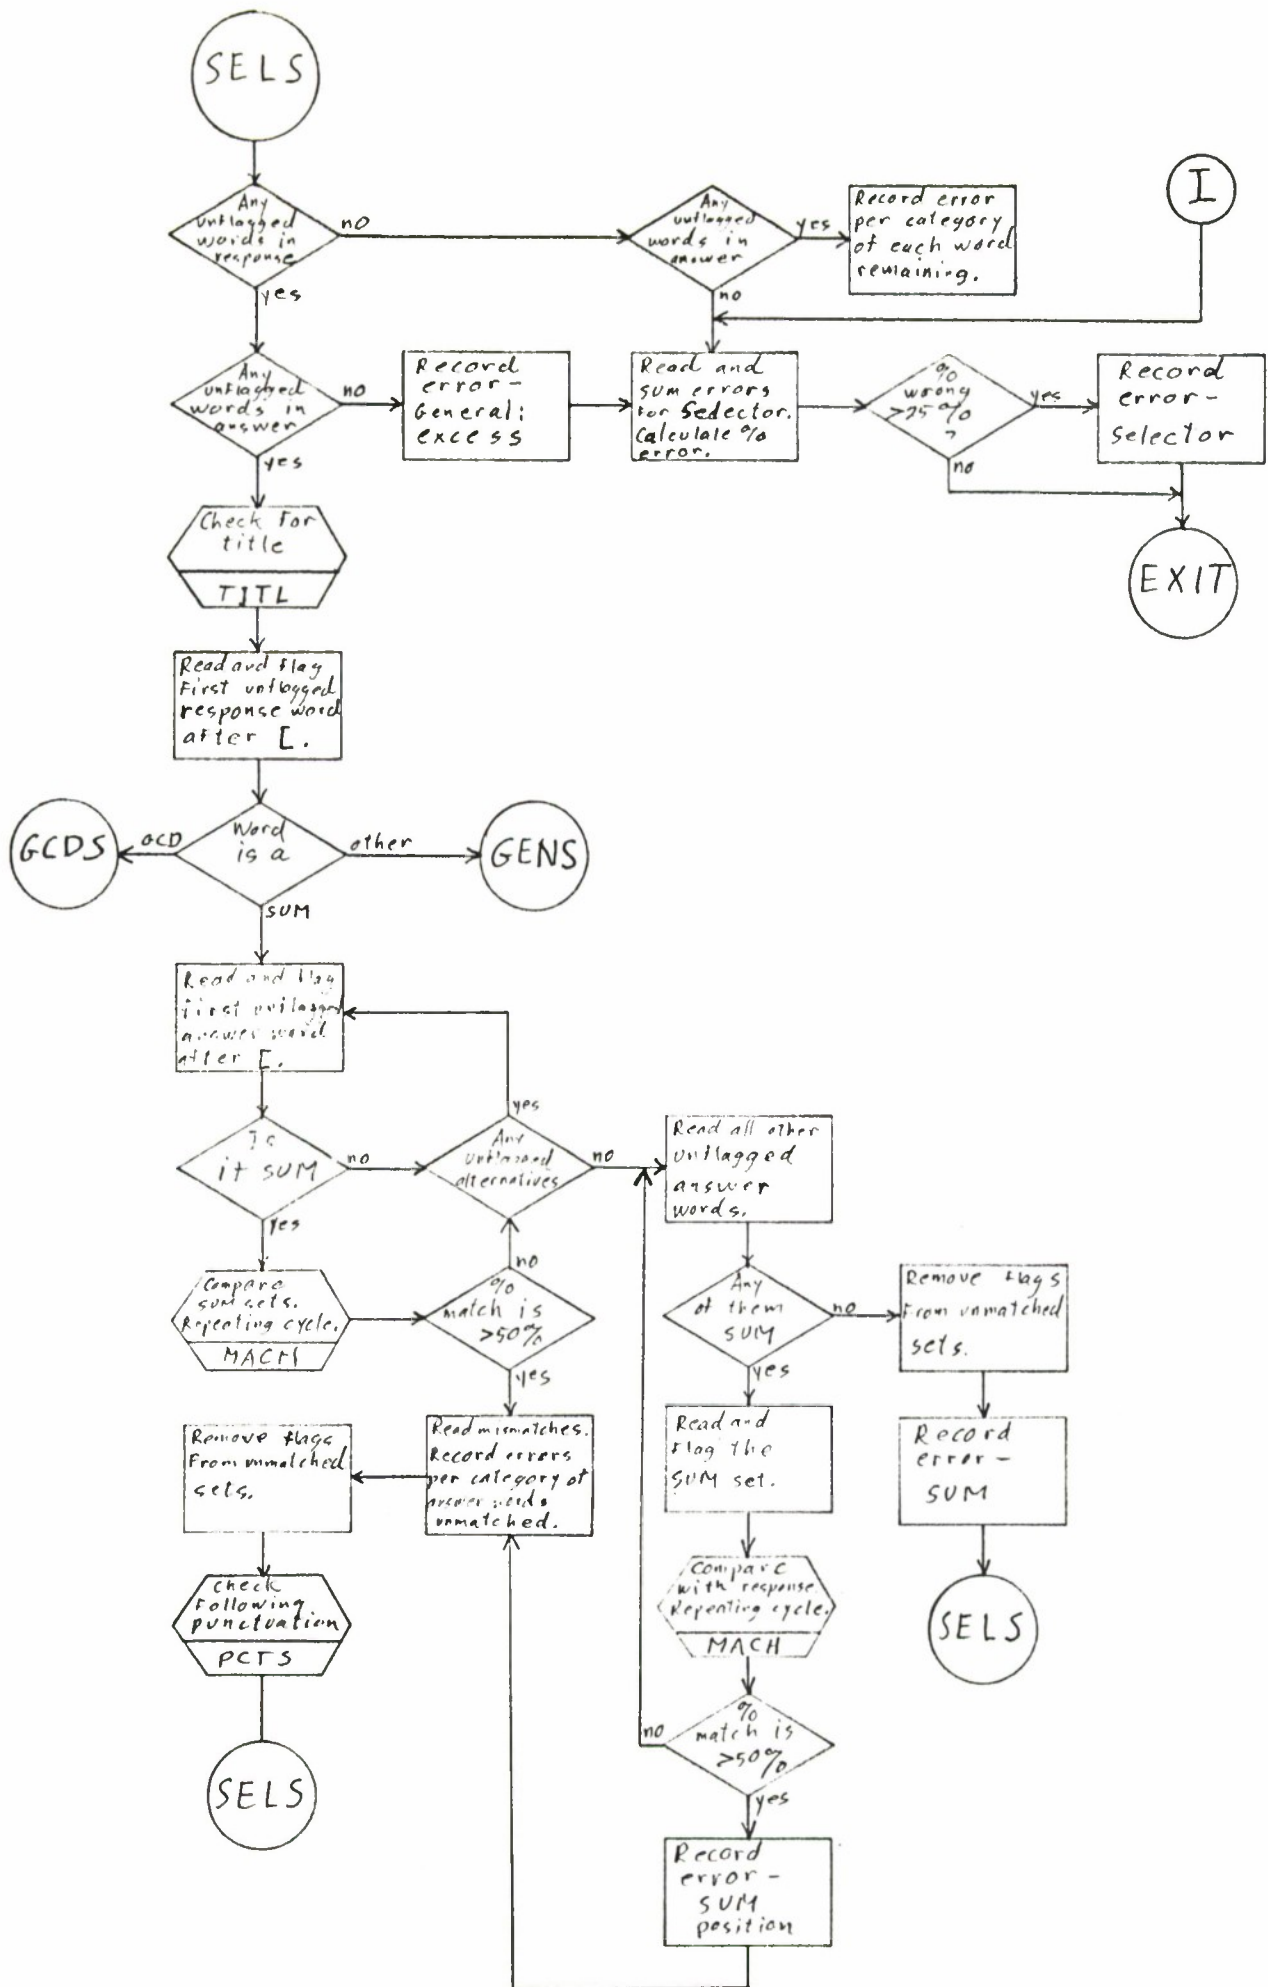 SELS
Any
unflagged
words in
response
no
yes
Any
unflagged
words in
answer
yes
no
Record error
per category
of each word
remaining.
I
Any
unflagged
words in
answer
no
yes
Record
error-
General:
excess
Read and
sum errors
for Selector.
Calculate %
error.
%
wrong
>25%
?
yes
no
Record
error-
Selector
EXIT
Check for
title
TITL
Read and flag
First unflagged
response word
after [.
GCDS
Word
is a
other
SUM
GENS
Read and flag
first unflagged
answer word
after [.
Is
it SUM
no
yes
Any
unflagged
alternatives
yes
no
Read all other
unflagged
answer
words.
Compare
SUM sets.
Repeating cycle.
MACH
%
match is
>50%
no
yes
Any
of them
SUM
no
yes
Remove flags
From unmatched
sets.
Remove flags
From unmatched
sets.
Read mismatches.
Record errors
per category of
answer words
unmatched.
Read and
flag the
SUM set.
Record
error-
SUM
Check
Following
punctuation
PCTS
Compare
with response
Repeating cycle.
MACH
SELS
SELS
%
match is
>50%
no
yes
Record
error-
SUM
position